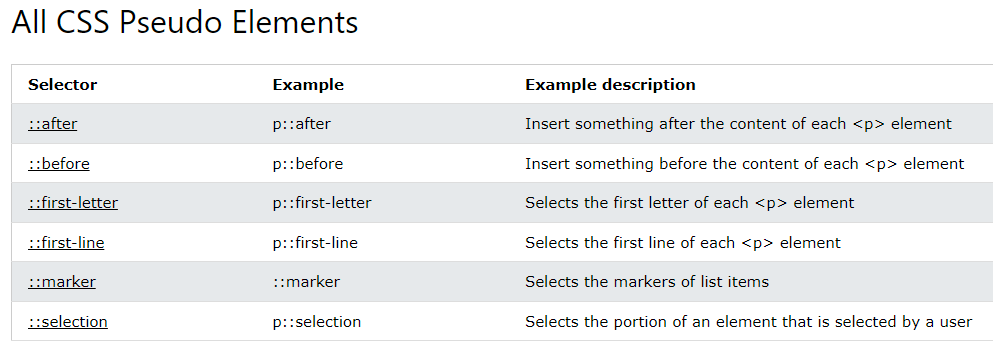 All CSS Pseudo Elements
Selector Example Example description
::after p::after Insert something after the content of each <p> element
::before p::before Insert something before the content of each <p> element
::first-letter p::first-letter Selects the first letter of each <p> element
::first-line p::first-line Selects the first line of each <p> element
::marker ::marker Selects the markers of list items
::selection p::selection Selects the portion of an element that is selected by a user